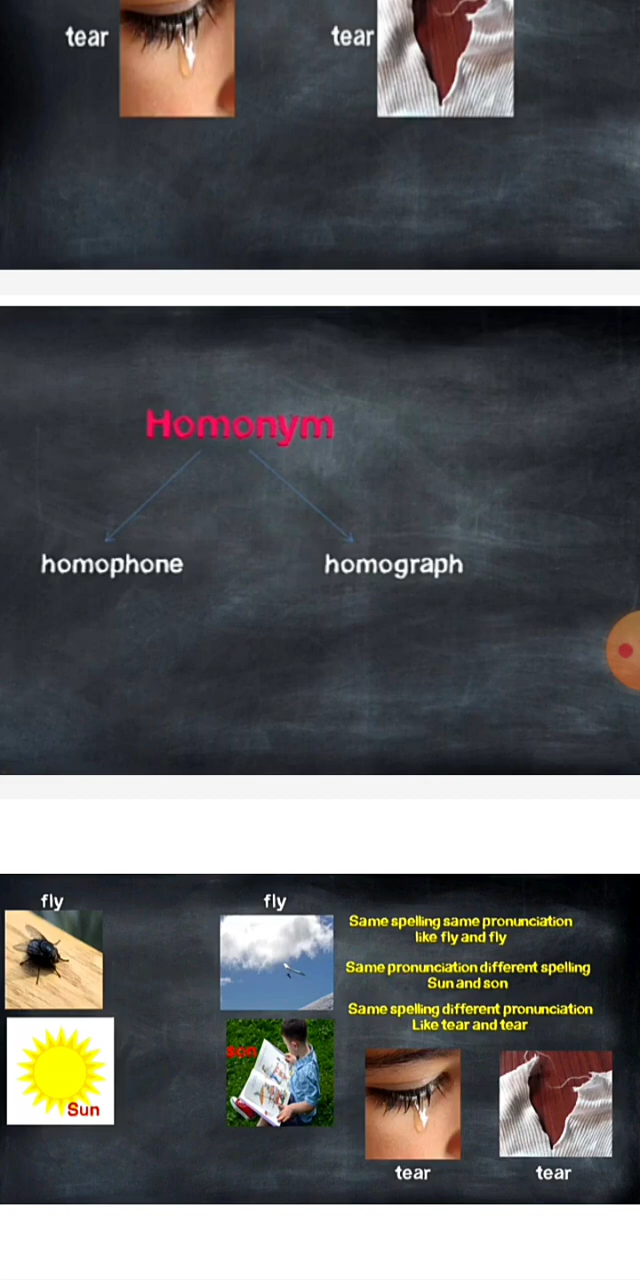 tear
tear
Homonym
homophone
homograph
fly
fly
Same spelling same pronunciation
like fly and fly
Same pronunciation different spelling
Sun and son
Same spelling different pronunciation
Like tear and tear
Sun
son
tear
tear